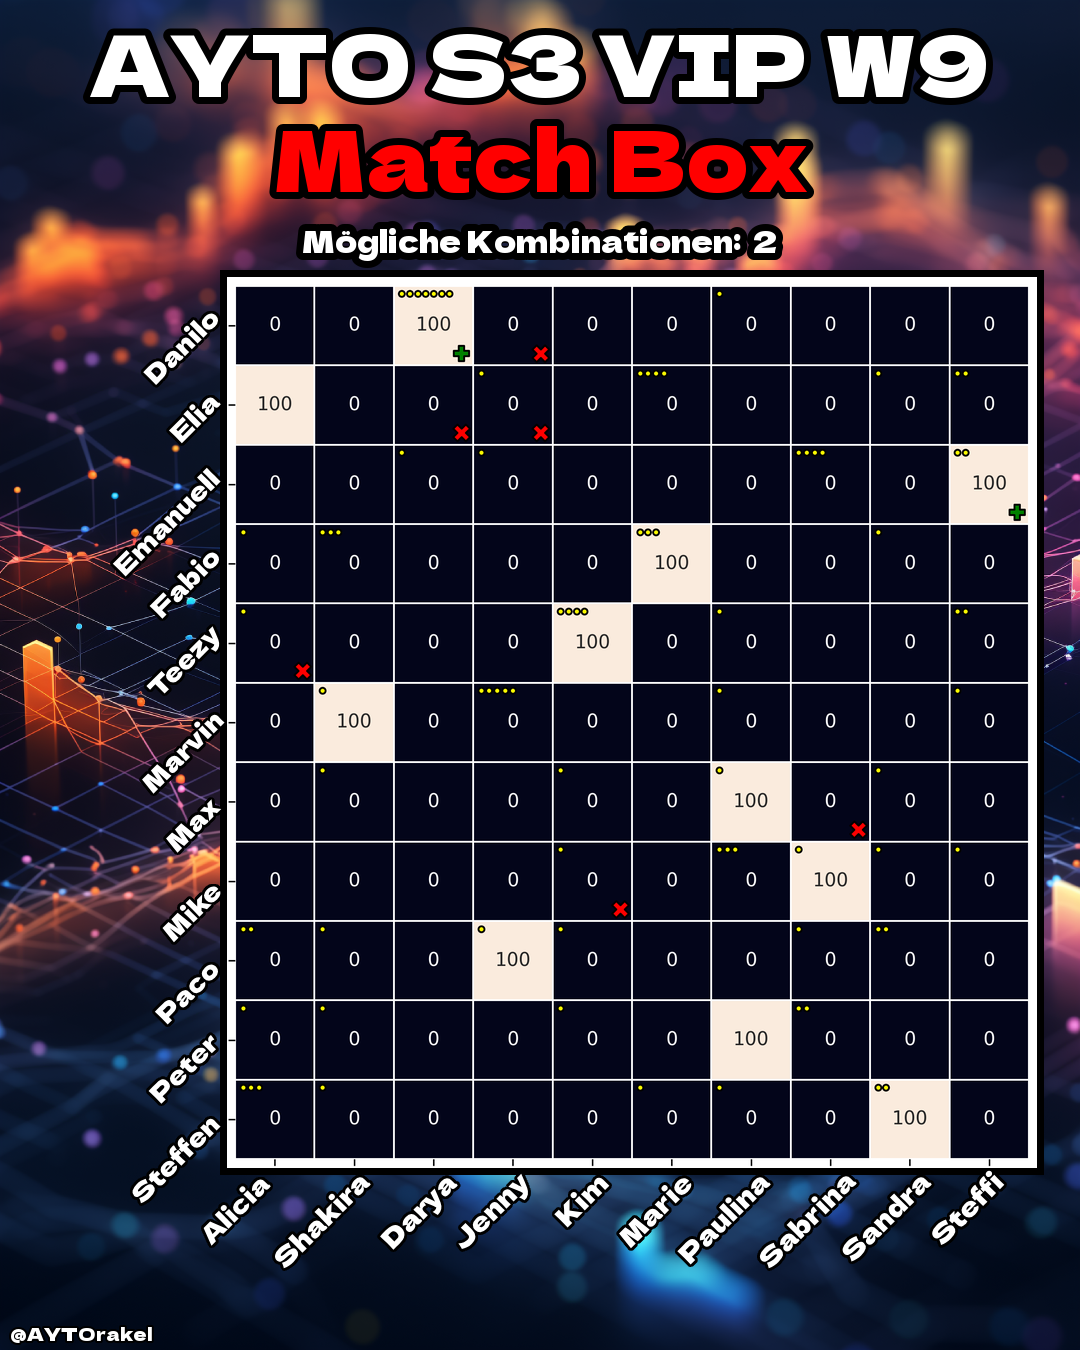 AYTO S3 VIP W9
Match Box
Mögliche Kombinationen: 2
Danilo 0 0 100 0 0 0 0 0 0 0
Elia 100 0 0 0 0 0 0 0 0 0
Emanuell 0 0 0 0 0 0 0 0 0 100
Fabio 0 0 0 0 0 100 0 0 0 0
Teezy 0 0 0 0 100 0 0 0 0 0
Marvin 0 100 0 0 0 0 0 0 0 0
Max 0 0 0 0 0 0 100 0 0 0
Mike 0 0 0 0 0 0 0 100 0 0
Paco 0 0 0 100 0 0 0 0 0 0
Peter 0 0 0 0 0 0 100 0 0 0
Steffen 0 0 0 0 0 0 0 0 100 0
Alicia Shakira Darya Jenny Kim Marie Paulina Sabrina Sandra Steffi
@AYTOrakel